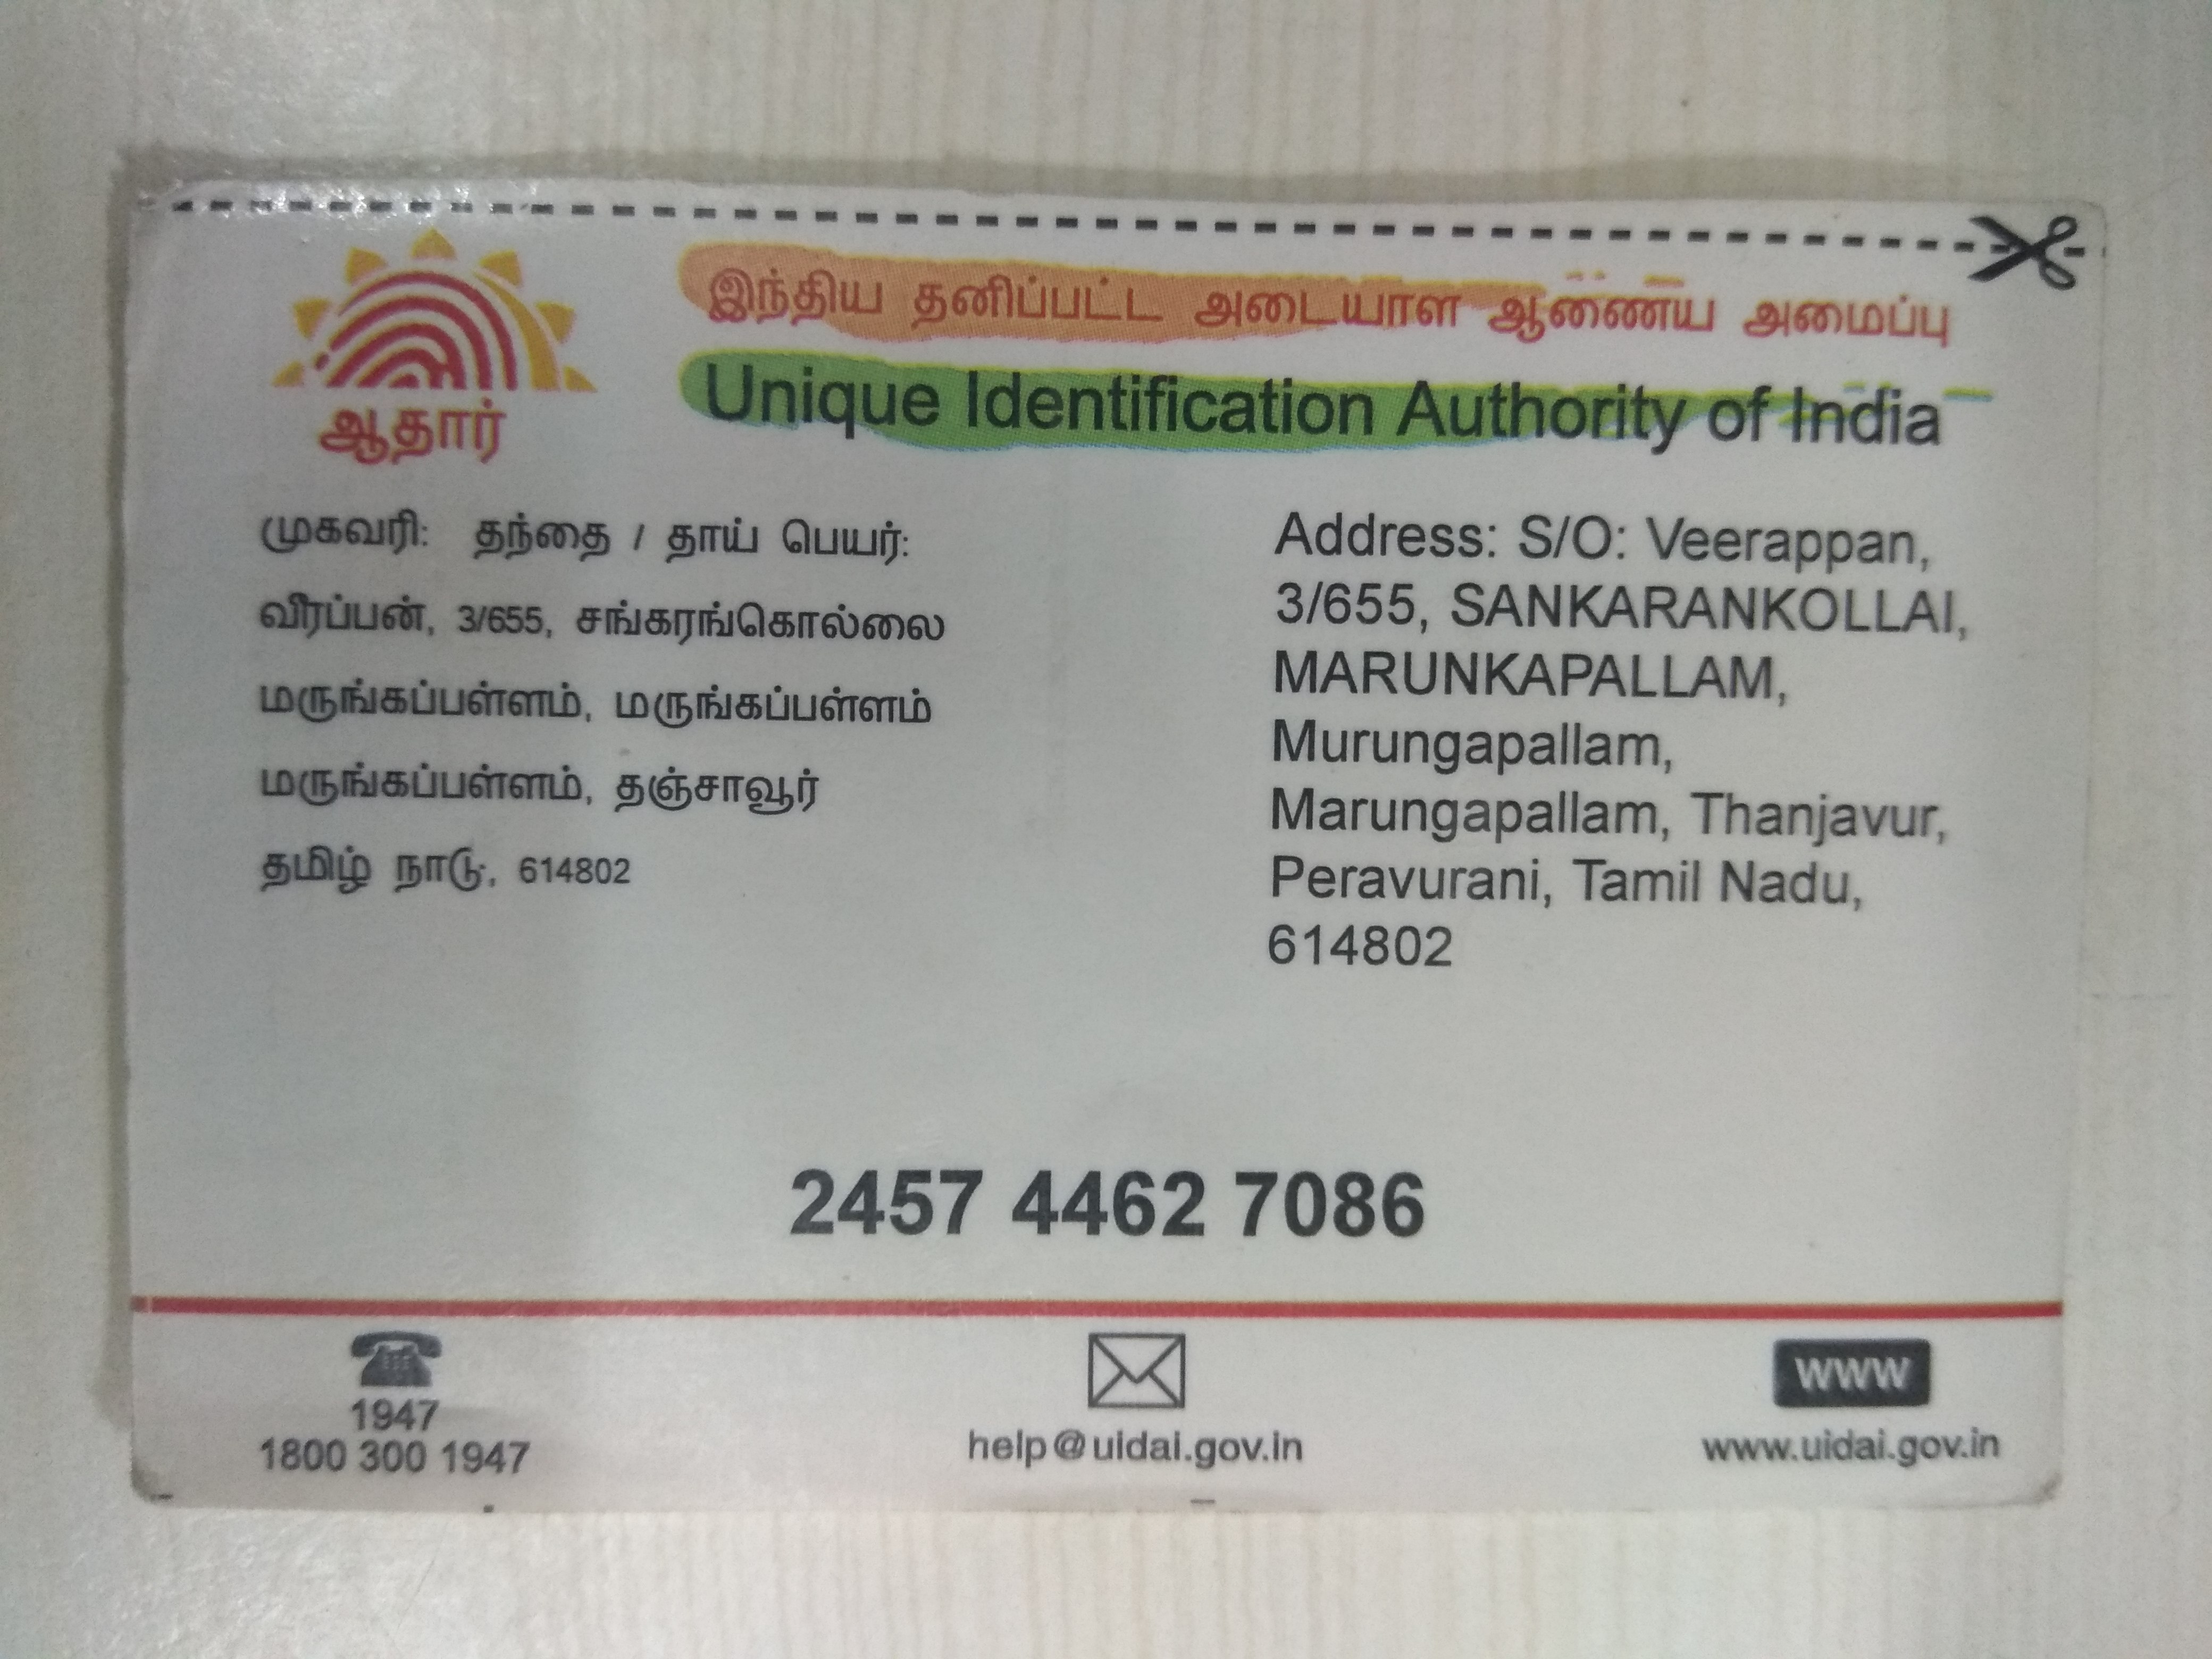 இந்திய தனிப்பட்ட அடையாள ஆணைய அமைப்பு
Unique Identification Authority of India
ஆதார்
முகவரி: தந்தை / தாய் பெயர்:
வீரப்பன், 3/655, சங்கரங்கொல்லை
மருங்கப்பள்ளம், மருங்கப்பள்ளம்
மருங்கப்பள்ளம், தஞ்சாவூர்
தமிழ் நாடு, 614802
Address: S/O: Veerappan,
3/655, SANKARANKOLLAI,
MARUNKAPALLAM,
Murungapallam,
Marungapallam, Thanjavur,
Peravurani, Tamil Nadu,
614802
2457 4462 7086
1947
1800 300 1947
help@uidai.gov.in
WWW
www.uidai.gov.in